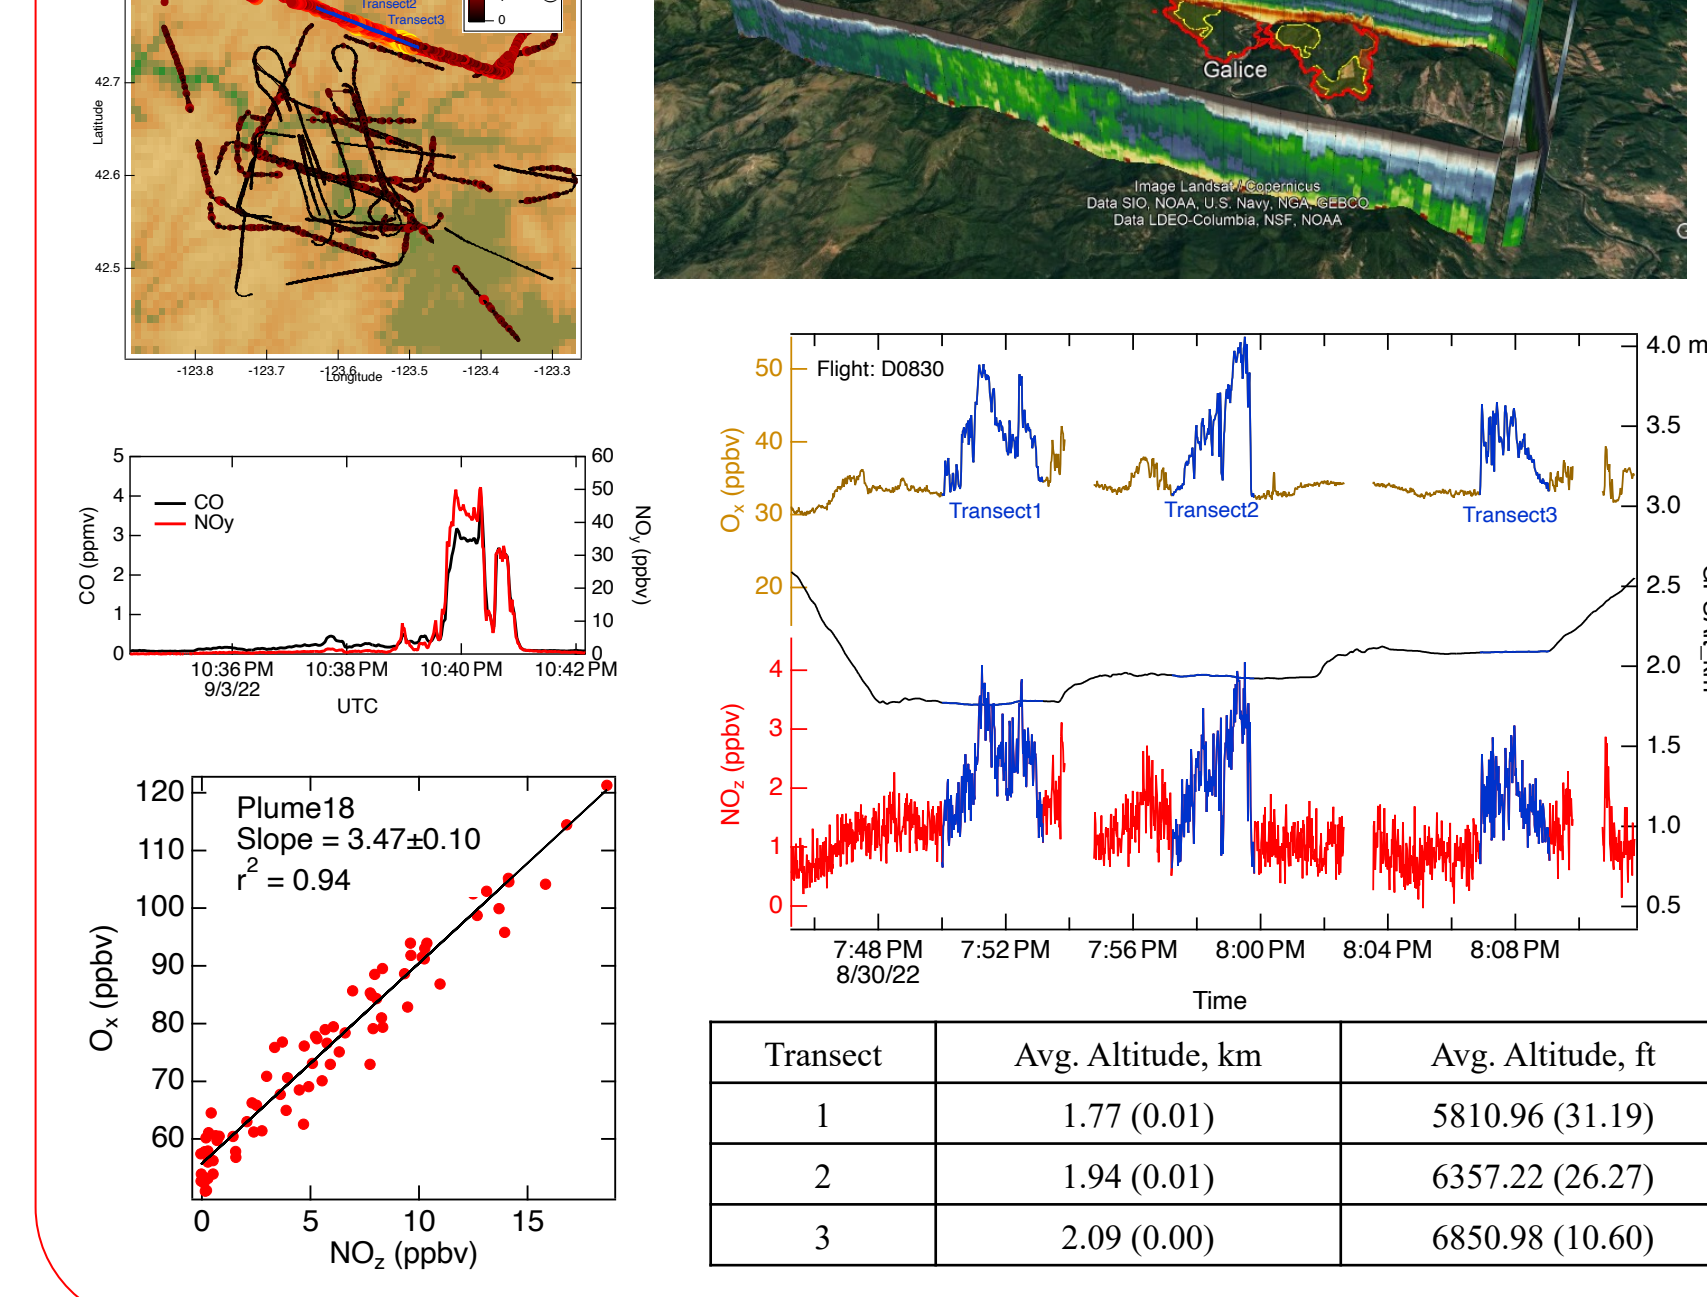 Transect2
Transect3
0
Latitude
42.7
42.6
42.5
-123.8
-123.7
-123.6
-123.5
-123.4
-123.3
Longitude
Galice
Image Landsat / Copernicus
Data SIO, NOAA, U.S. Navy, NGA, GEBCO
Data LDEO-Columbia, NSF, NOAA
CO (ppmv)
5
4
3
2
1
0
CO
NOy
60
50
40
30
20
10
0
NOy (ppbv)
10:36 PM
9/3/22
10:38 PM
10:40 PM
10:42 PM
UTC
Flight: D0830
Ox (ppbv)
50
40
30
20
Transect1
Transect2
Transect3
NOz (ppbv)
4
3
2
1
0
4.0
3.5
3.0
2.5
2.0
1.5
1.0
0.5
7:48 PM
8/30/22
7:52 PM
7:56 PM
8:00 PM
8:04 PM
8:08 PM
Time
Plume18
Slope = 3.47±0.10
r2 = 0.94
Ox (ppbv)
120
110
100
90
80
70
60
0
5
10
15
NOz (ppbv)
Transect Avg. Altitude, km Avg. Altitude, ft
1 1.77 (0.01) 5810.96 (31.19)
2 1.94 (0.01) 6357.22 (26.27)
3 2.09 (0.00) 6850.98 (10.60)